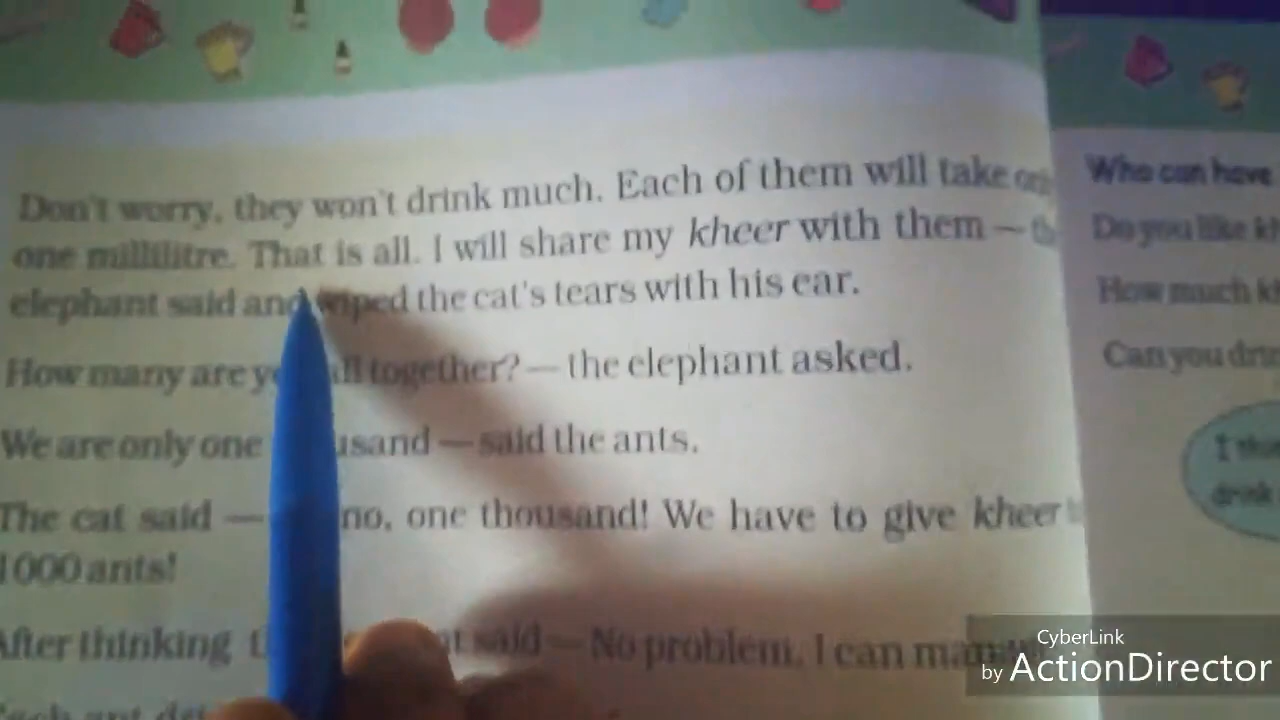 Don't worry, they won't drink much. Each of them will take
one millilitre. That is all. I will share my kheer with them —
elephant said and wiped the cat's tears with his ear.
How many are you all together? — the elephant asked.
We are only one — said the ants.
The cat said — no, one thousand! We have to give kheer
1000 ants!
After thinking said — No problem, I can
Who can have
Do you like
How much
Can you
I
drink
CyberLink
by ActionDirector